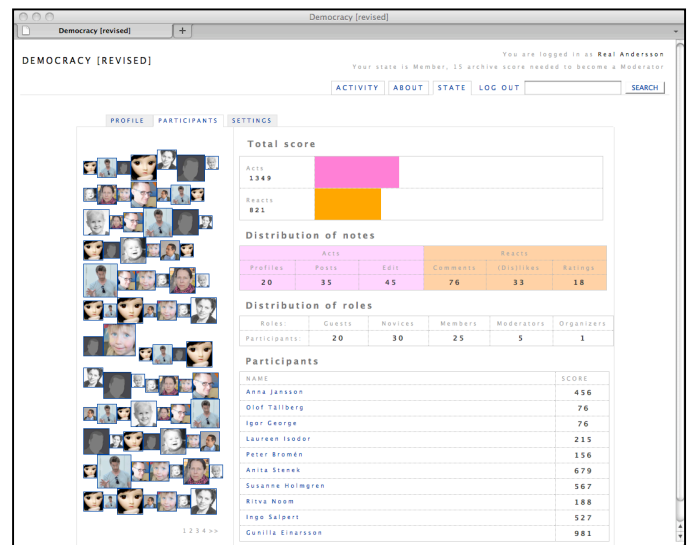 Democracy [revised]
Democracy [revised]
+
DEMOCRACY [REVISED]
You are logged in as Real Andersson
Your state is Member, 15 archive score needed to become a Moderator
ACTIVITY ABOUT STATE LOG OUT SEARCH
PROFILE PARTICIPANTS SETTINGS
Total score
Acts
1349
Reacts
821
Distribution of notes
Acts Reacts
Profiles Posts Edit Comments (Dis)likes Ratings
20 35 45 76 33 18
Distribution of roles
Roles: Guests Novices Members Moderators Organizers
Participants: 20 30 25 5 1
Participants
NAME SCORE
Anna Jansson 456
Olof Tällberg 76
Igor George 76
Laureen Isodor 215
Peter Bromén 156
Anita Stenek 679
Susanne Holmgren 567
Ritva Noom 188
Ingo Salpert 527
Gunilla Einarsson 981
1 2 3 4 >>